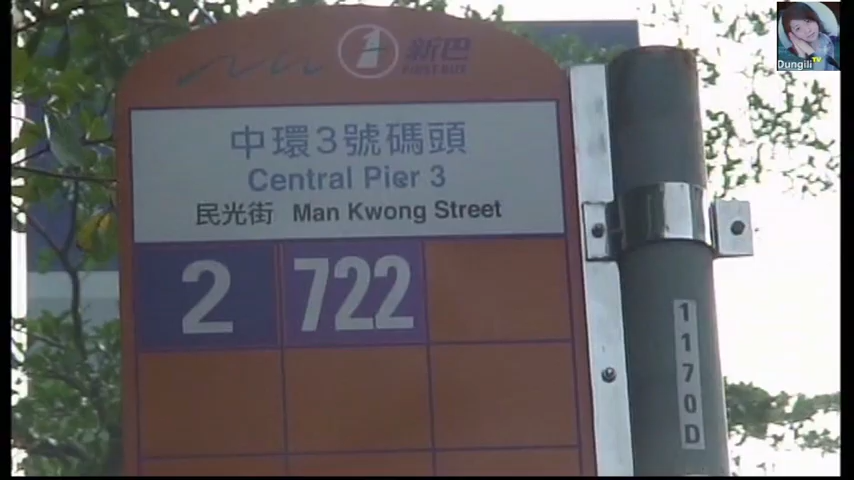 新巴
FIRST BUS
Dungili
TV
中環3號碼頭
Central Pier 3
民光街 Man Kwong Street
2 722
1170D